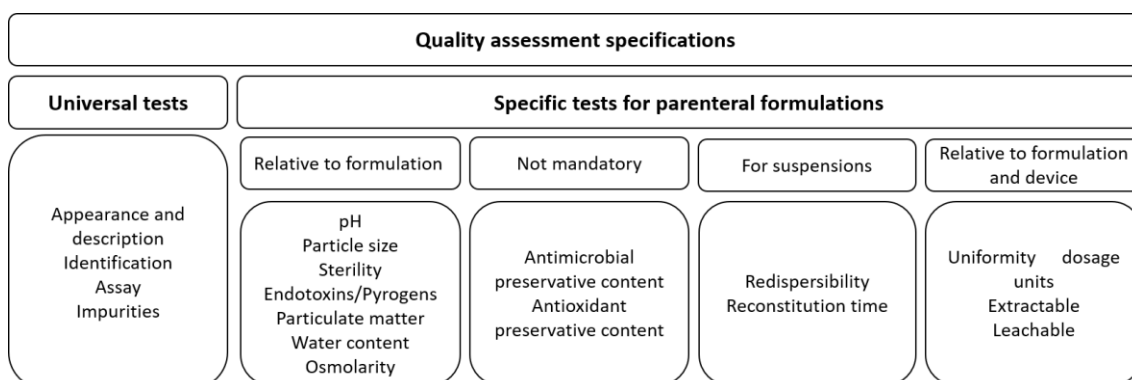 Quality assessment specifications
Universal tests
Specific tests for parenteral formulations
Appearance and
description
Identification
Assay
Impurities
Relative to formulation
pH
Particle size
Sterility
Endotoxins/Pyrogens
Particulate matter
Water content
Osmolarity
Not mandatory
Antimicrobial
preservative content
Antioxidant
preservative content
For suspensions
Redispersibility
Reconstitution time
Relative to formulation
and device
Uniformity dosage
units
Extractable
Leachable